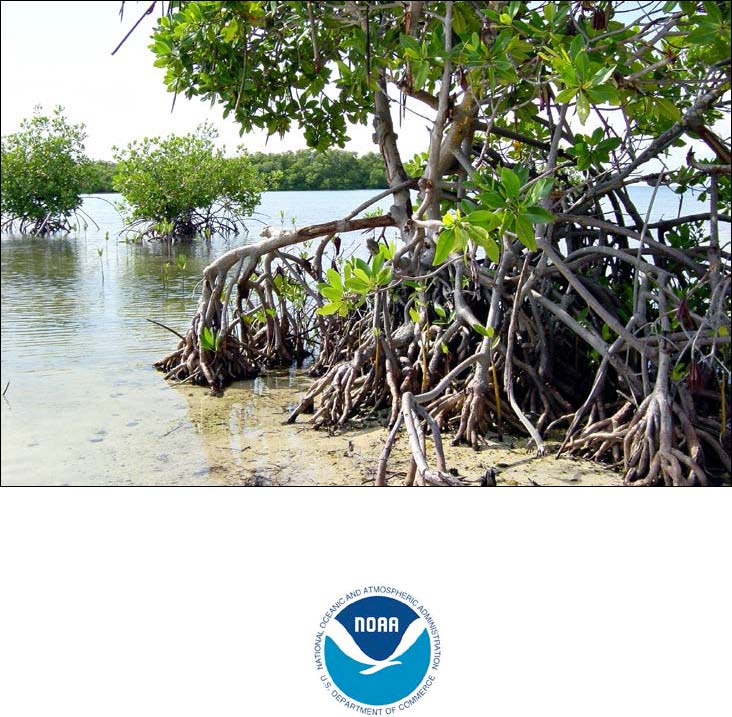 NATIONAL OCEANIC AND ATMOSPHERIC ADMINISTRATION
NOAA
U.S. DEPARTMENT OF COMMERCE